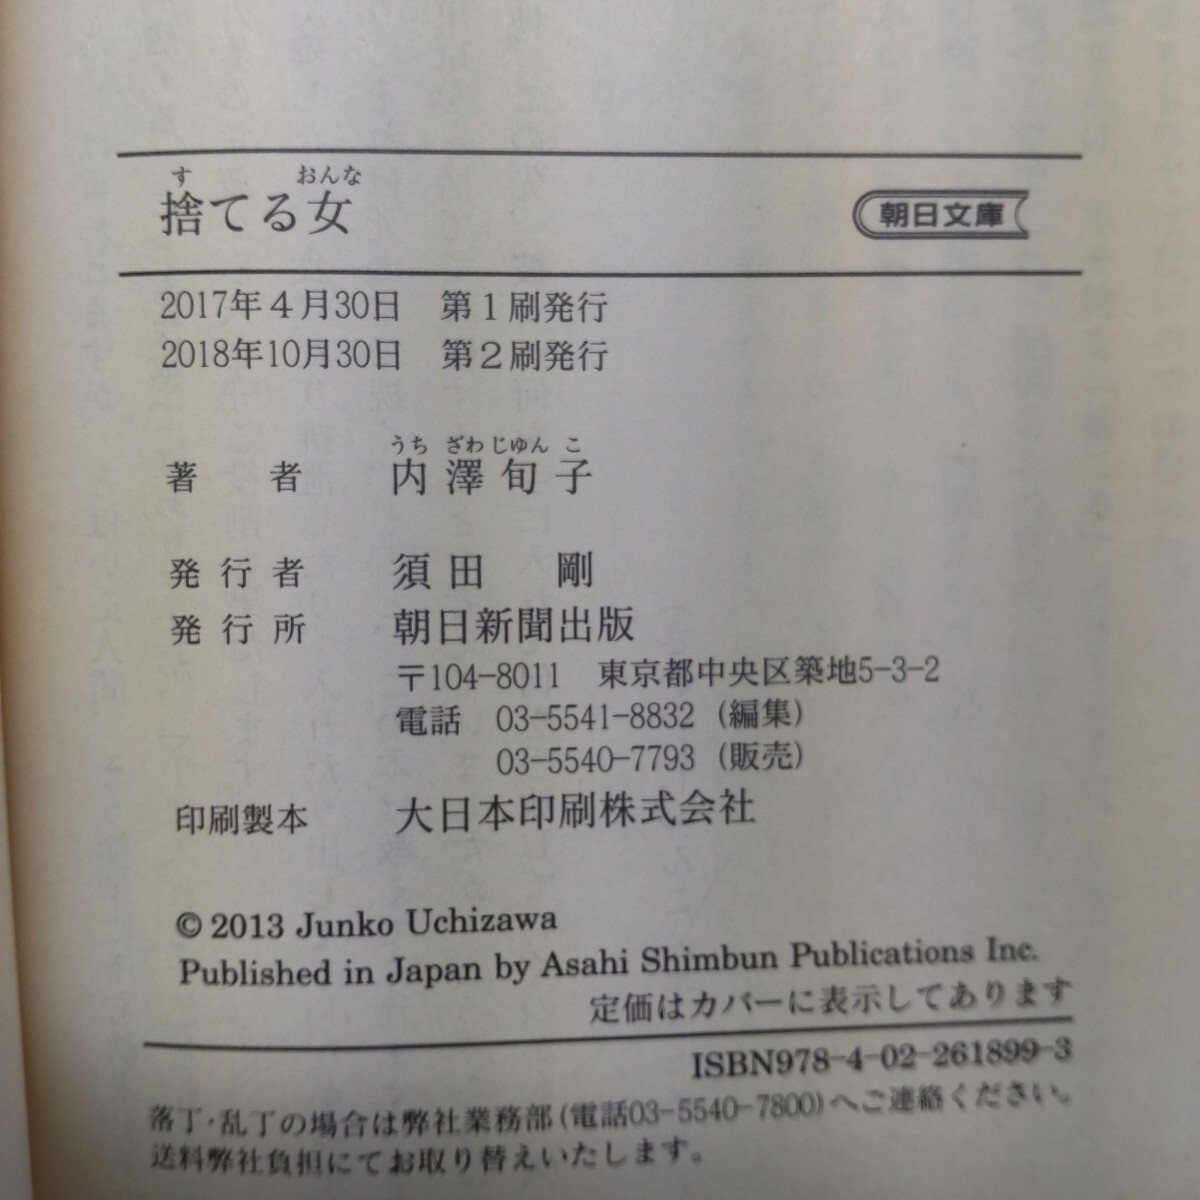 す おんな
捨てる女
朝日文庫
2017年4月30日 第1刷発行
2018年10月30日 第2刷発行
うち ざわ じゅん こ
著者 内澤旬子
発行者 須田 剛
発行所 朝日新聞出版
〒104-8011 東京都中央区築地5-3-2
電話 03-5541-8832(編集)
03-5540-7793(販売)
印刷製本 大日本印刷株式会社
© 2013 Junko Uchizawa
Published in Japan by Asahi Shimbun Publications Inc.
定価はカバーに表示してあります
ISBN978-4-02-261899-3
落丁・乱丁の場合は弊社業務部(電話03-5540-7800)へご連絡ください。
送料弊社負担にてお取り替えいたします。